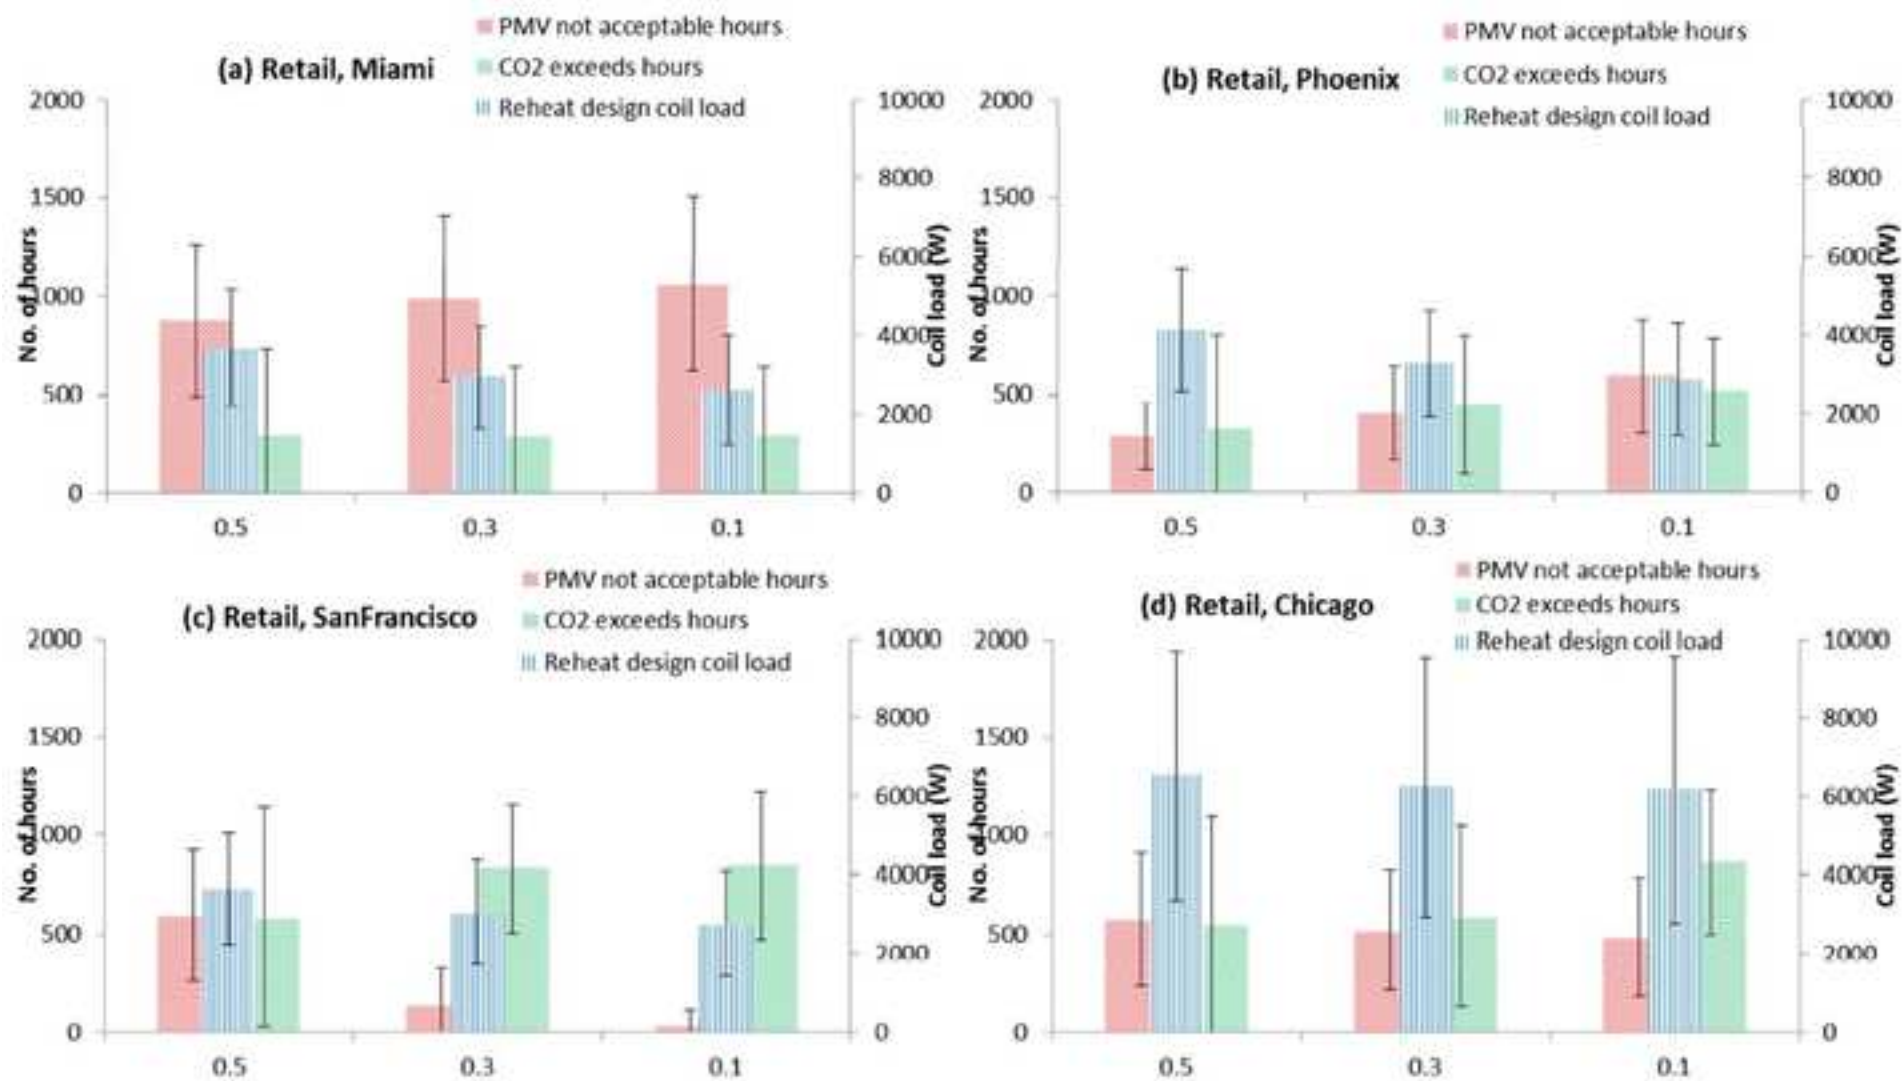 (a) Retail, Miami
PMV not acceptable hours
CO2 exceeds hours
Reheat design coil load
2000
1500
1000
500
0
No. of hours
10000
8000
6000
4000
2000
0
Coil load (W)
0.5 0.3 0.1
(b) Retail, Phoenix
PMV not acceptable hours
CO2 exceeds hours
Reheat design coil load
2000
1500
1000
500
0
No. of hours
10000
8000
6000
4000
2000
0
Coil load (W)
0.5 0.3 0.1
(c) Retail, SanFrancisco
PMV not acceptable hours
CO2 exceeds hours
Reheat design coil load
2000
1500
1000
500
0
No. of hours
10000
8000
6000
4000
2000
0
Coil load (W)
0.5 0.3 0.1
(d) Retail, Chicago
PMV not acceptable hours
CO2 exceeds hours
Reheat design coil load
2000
1500
1000
500
0
No. of hours
10000
8000
6000
4000
2000
0
Coil load (W)
0.5 0.3 0.1